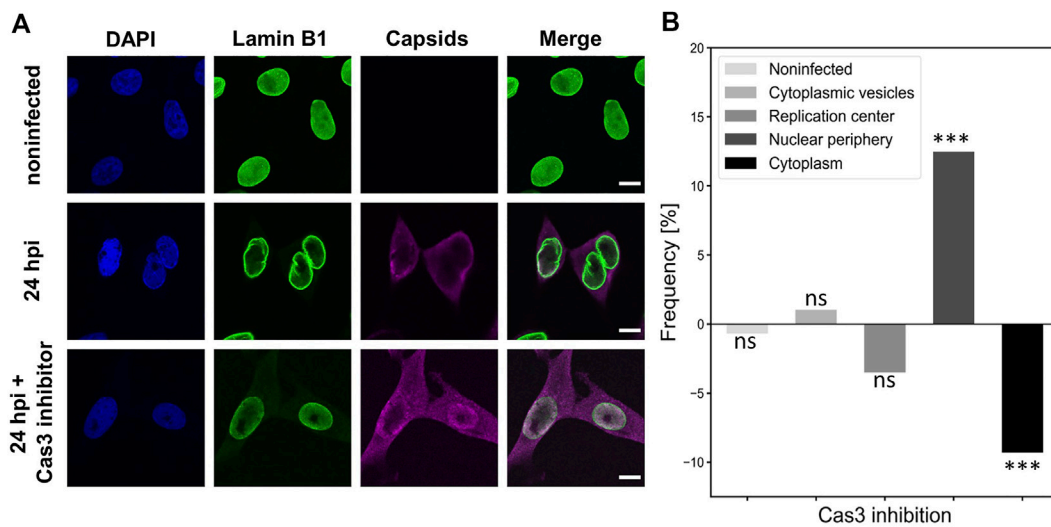 A
DAPI
Lamin B1
Capsids
Merge
noninfected
24 hpi
24 hpi +
Cas3 inhibitor
B
Frequency [%]
20
15
10
5
0
−5
−10
Noninfected
Cytoplasmic vesicles
Replication center
Nuclear periphery
Cytoplasm
ns
ns
ns
***
***
Cas3 inhibition